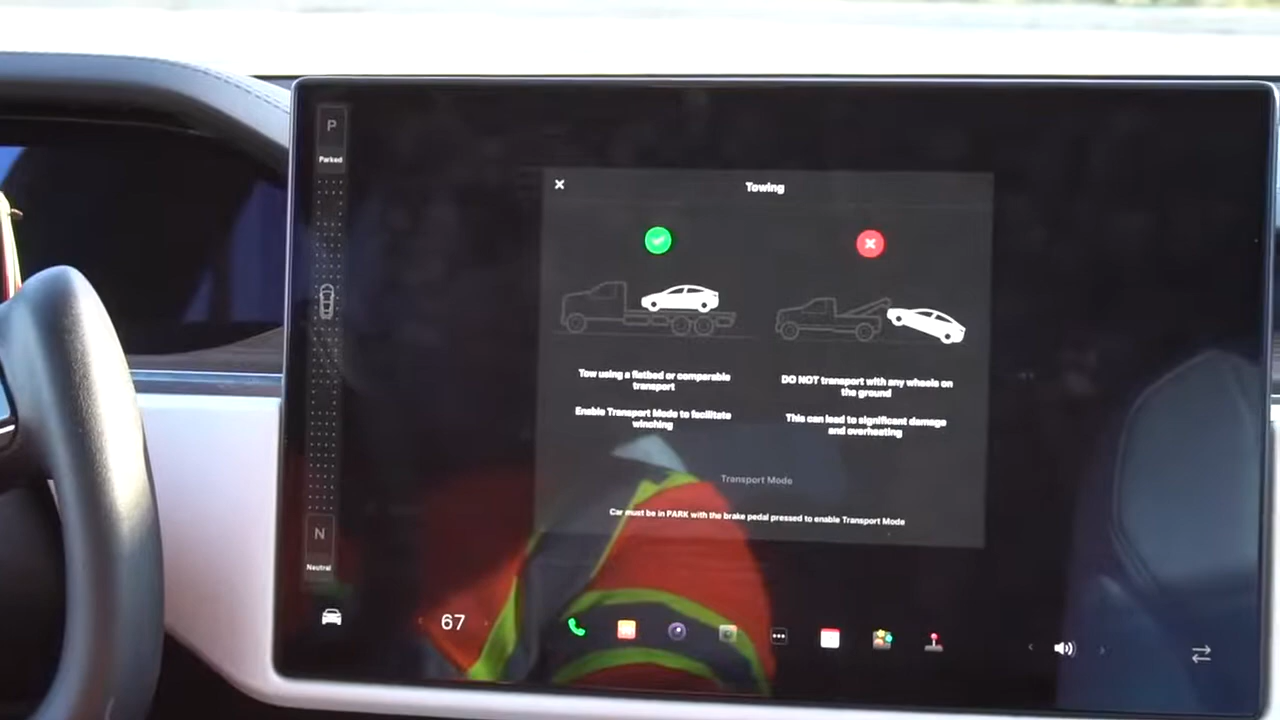 P
Parked
Towing
Tow using a flatbed or comparable
transport
Enable Transport Mode to facilitate
winching
DO NOT transport with any wheels on
the ground
This can lead to significant damage
and overheating
Transport Mode
Car must be in PARK with the brake pedal pressed to enable Transport Mode
N
Neutral
67